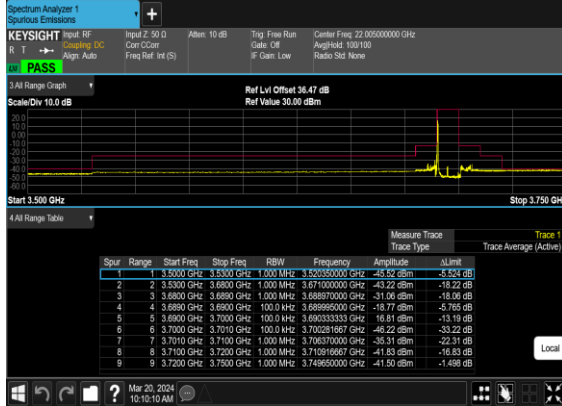 Spectrum Analyzer 1
Spurious Emissions
+
KEYSIGHT Input: RF Input Z: 50 Ω Atten: 10 dB Trig: Free Run Center Freq: 22.005000000 GHz
R T Coupling: DC Corr CCorr Gate: Off Avg|Hold: 100/100
Align: Auto Freq Ref: Int (S) IF Gain: Low Radio Std: None
LXI PASS
3 All Range Graph
Ref Lvl Offset 36.47 dB
Scale/Div 10.0 dB Ref Value 30.00 dBm
20.0
10.0
0.00
-10.0
-20.0
-30.0
-40.0
-50.0
-60.0
Start 3.500 GHz Stop 3.750 GH
4 All Range Table
Measure Trace Trace 1
Trace Type Trace Average (Active)
Spur Range Start Freq Stop Freq RBW Frequency Amplitude ΔLimit
1 1 3.5000 GHz 3.5300 GHz 1.000 MHz 3.520350000 GHz -45.52 dBm -5.524 dB
2 2 3.5300 GHz 3.6800 GHz 1.000 MHz 3.671000000 GHz -43.22 dBm -18.22 dB
3 3 3.6800 GHz 3.6890 GHz 1.000 MHz 3.688970000 GHz -31.06 dBm -18.06 dB
4 4 3.6890 GHz 3.6900 GHz 100.0 kHz 3.689995000 GHz -18.77 dBm -5.765 dB
5 5 3.6900 GHz 3.7000 GHz 100.0 kHz 3.690333333 GHz 16.81 dBm -13.19 dB
6 6 3.7000 GHz 3.7010 GHz 100.0 kHz 3.700281667 GHz -46.22 dBm -33.22 dB
7 7 3.7010 GHz 3.7100 GHz 1.000 MHz 3.706370000 GHz -35.31 dBm -22.31 dB
8 8 3.7100 GHz 3.7200 GHz 1.000 MHz 3.710916667 GHz -41.83 dBm -16.83 dB
9 9 3.7200 GHz 3.7500 GHz 1.000 MHz 3.749650000 GHz -41.50 dBm -1.498 dB
Local
? Mar 20, 2024
10:10:10 AM